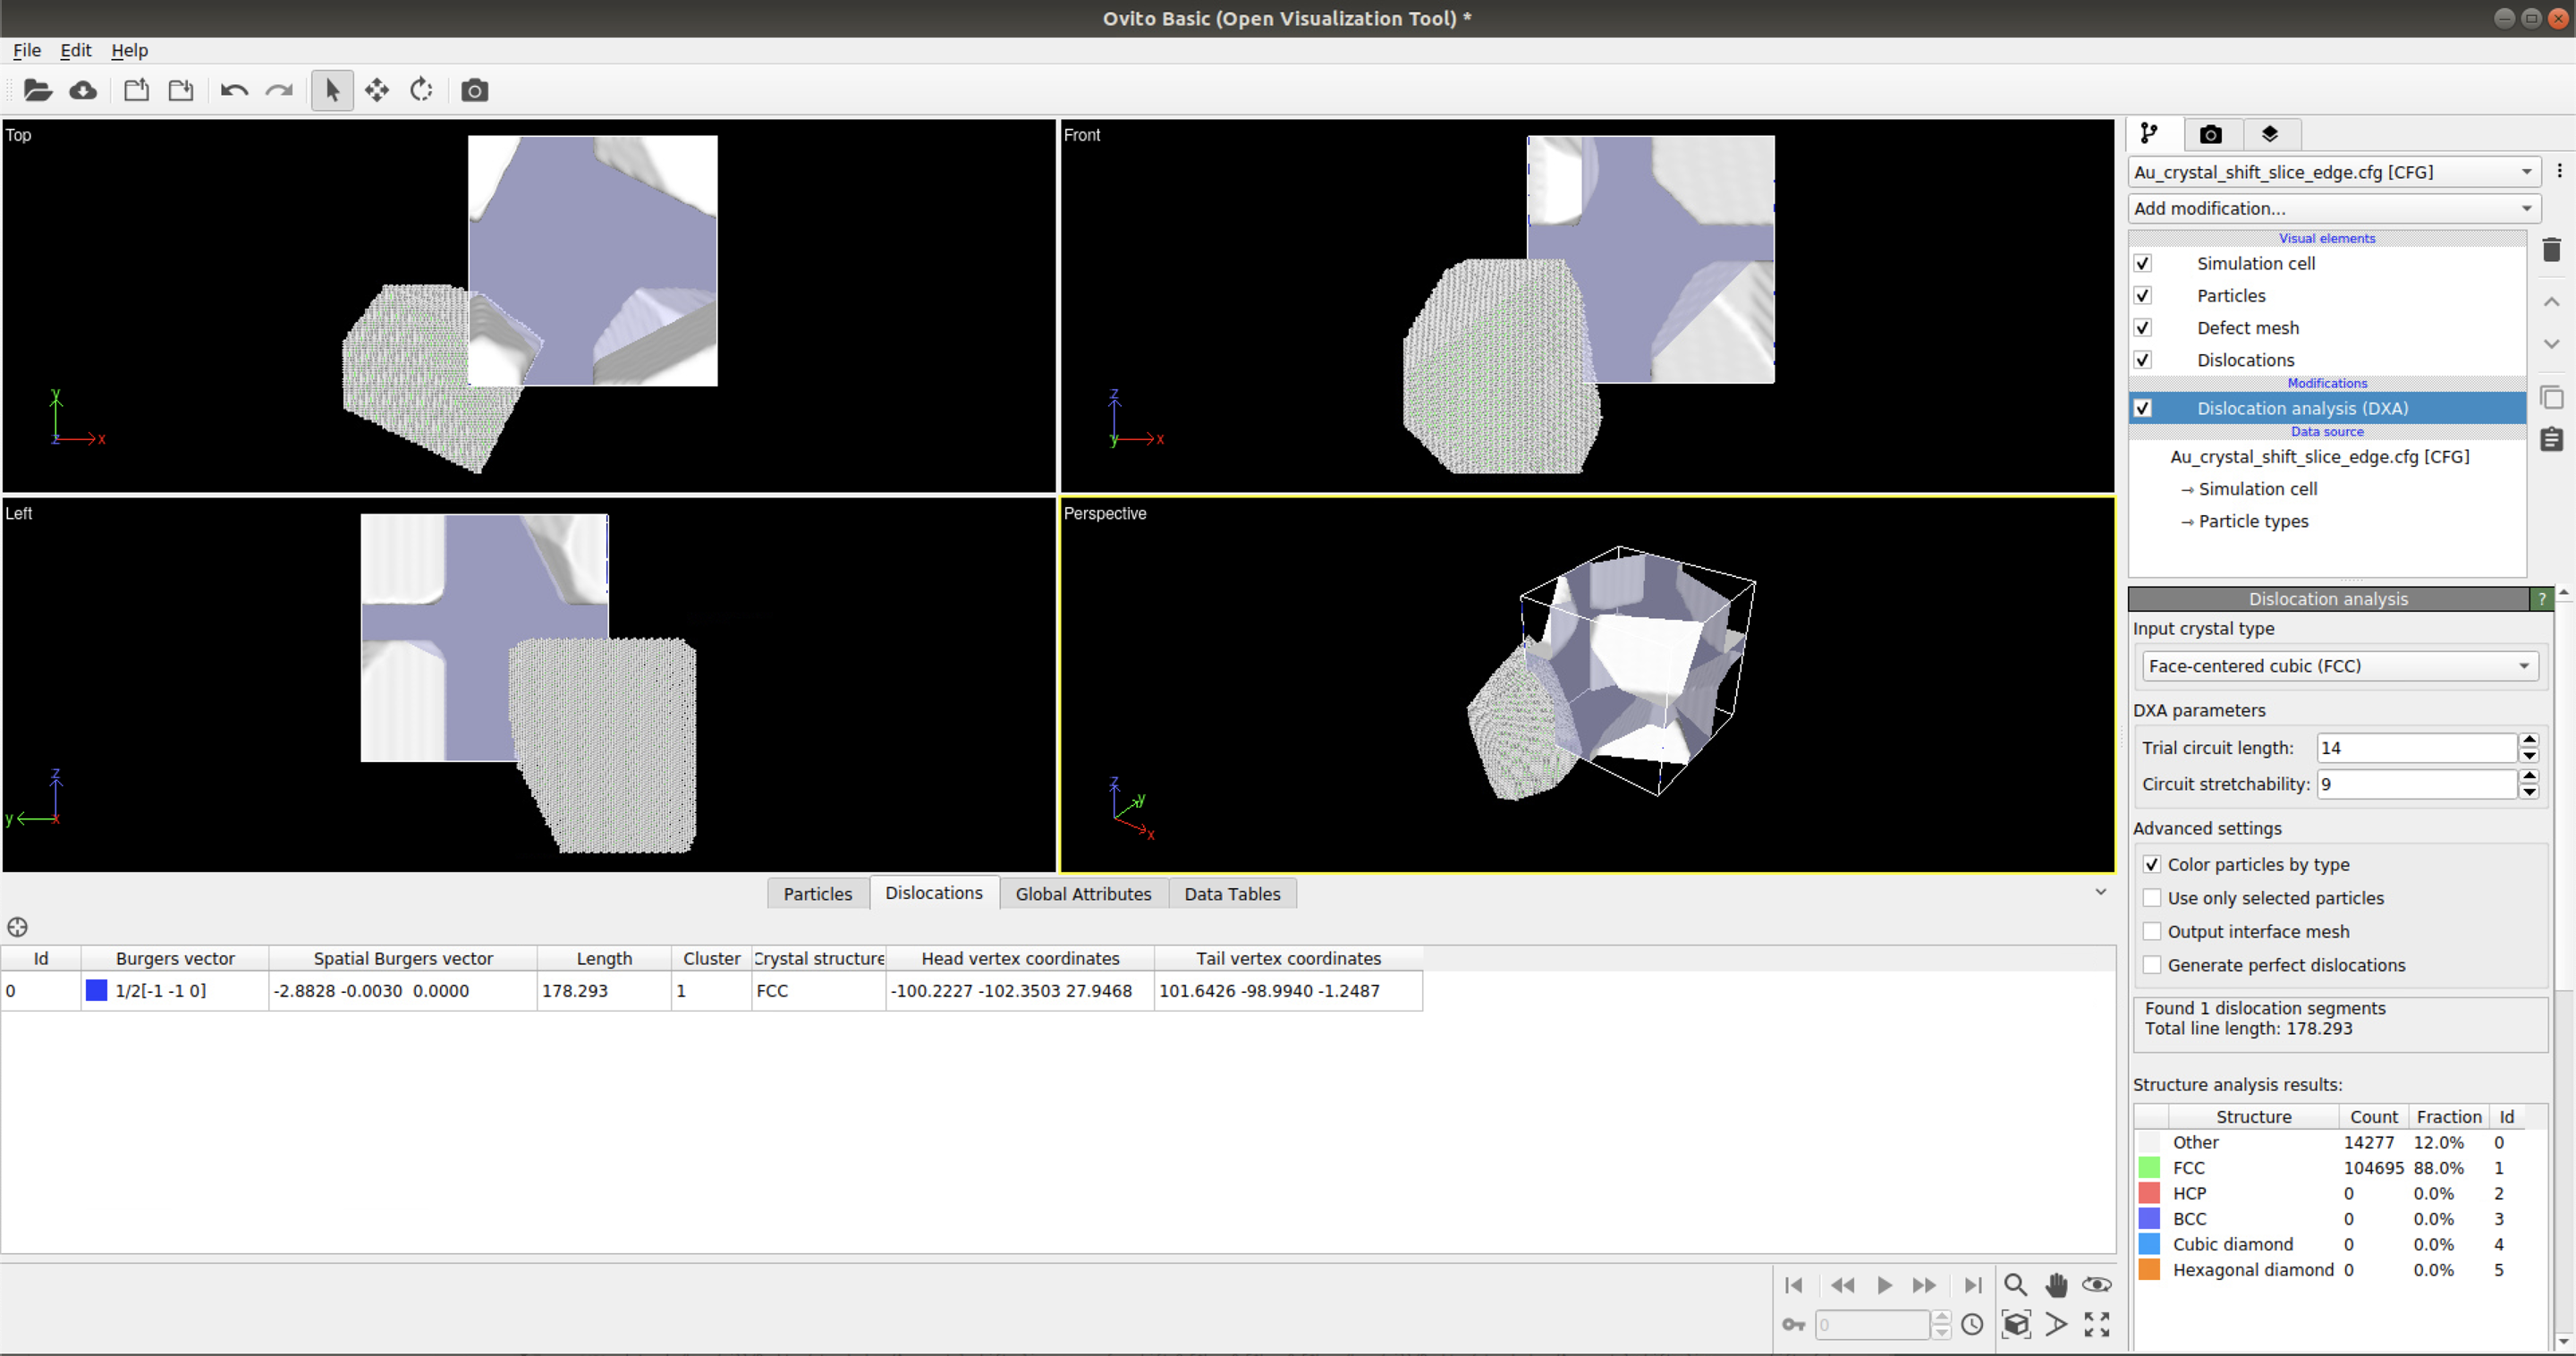 Ovito Basic (Open Visualization Tool) *
File Edit Help
Top
y
z x
Front
z
y x
Left
z
y x
Perspective
z
y
x
Au_crystal_shift_slice_edge.cfg [CFG]
Add modification...
Visual elements
Simulation cell
Particles
Defect mesh
Dislocations
Modifications
Dislocation analysis (DXA)
Data source
Au_crystal_shift_slice_edge.cfg [CFG]
→ Simulation cell
→ Particle types
Dislocation analysis ?
Input crystal type
Face-centered cubic (FCC)
DXA parameters
Trial circuit length: 14
Circuit stretchability: 9
Advanced settings
Color particles by type
Use only selected particles
Output interface mesh
Generate perfect dislocations
Found 1 dislocation segments
Total line length: 178.293
Structure analysis results:
Structure Count Fraction Id
Other 14277 12.0% 0
FCC 104695 88.0% 1
HCP 0 0.0% 2
BCC 0 0.0% 3
Cubic diamond 0 0.0% 4
Hexagonal diamond 0 0.0% 5
Particles Dislocations Global Attributes Data Tables
Id Burgers vector Spatial Burgers vector Length Cluster Crystal structure Head vertex coordinates Tail vertex coordinates
0 1/2[-1 -1 0] -2.8828 -0.0030 0.0000 178.293 1 FCC -100.2227 -102.3503 27.9468 101.6426 -98.9940 -1.2487
0